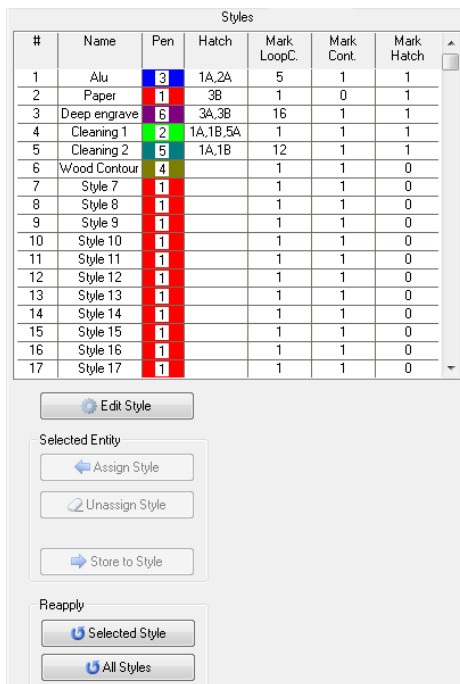 Styles
# Name Pen Hatch Mark LoopC. Mark Cont. Mark Hatch
1 Alu 3 1A,2A 5 1 1
2 Paper 1 3B 1 0 1
3 Deep engrave 6 3A,3B 16 1 1
4 Cleaning 1 2 1A,1B,5A 1 1 1
5 Cleaning 2 5 1A,1B 12 1 1
6 Wood Contour 4 1 1 0
7 Style 7 1 1 1 0
8 Style 8 1 1 1 0
9 Style 9 1 1 1 0
10 Style 10 1 1 1 0
11 Style 11 1 1 1 0
12 Style 12 1 1 1 0
13 Style 13 1 1 1 0
14 Style 14 1 1 1 0
15 Style 15 1 1 1 0
16 Style 16 1 1 1 0
17 Style 17 1 1 1 0
Edit Style
Selected Entity
Assign Style
Unassign Style
Store to Style
Reapply
Selected Style
All Styles